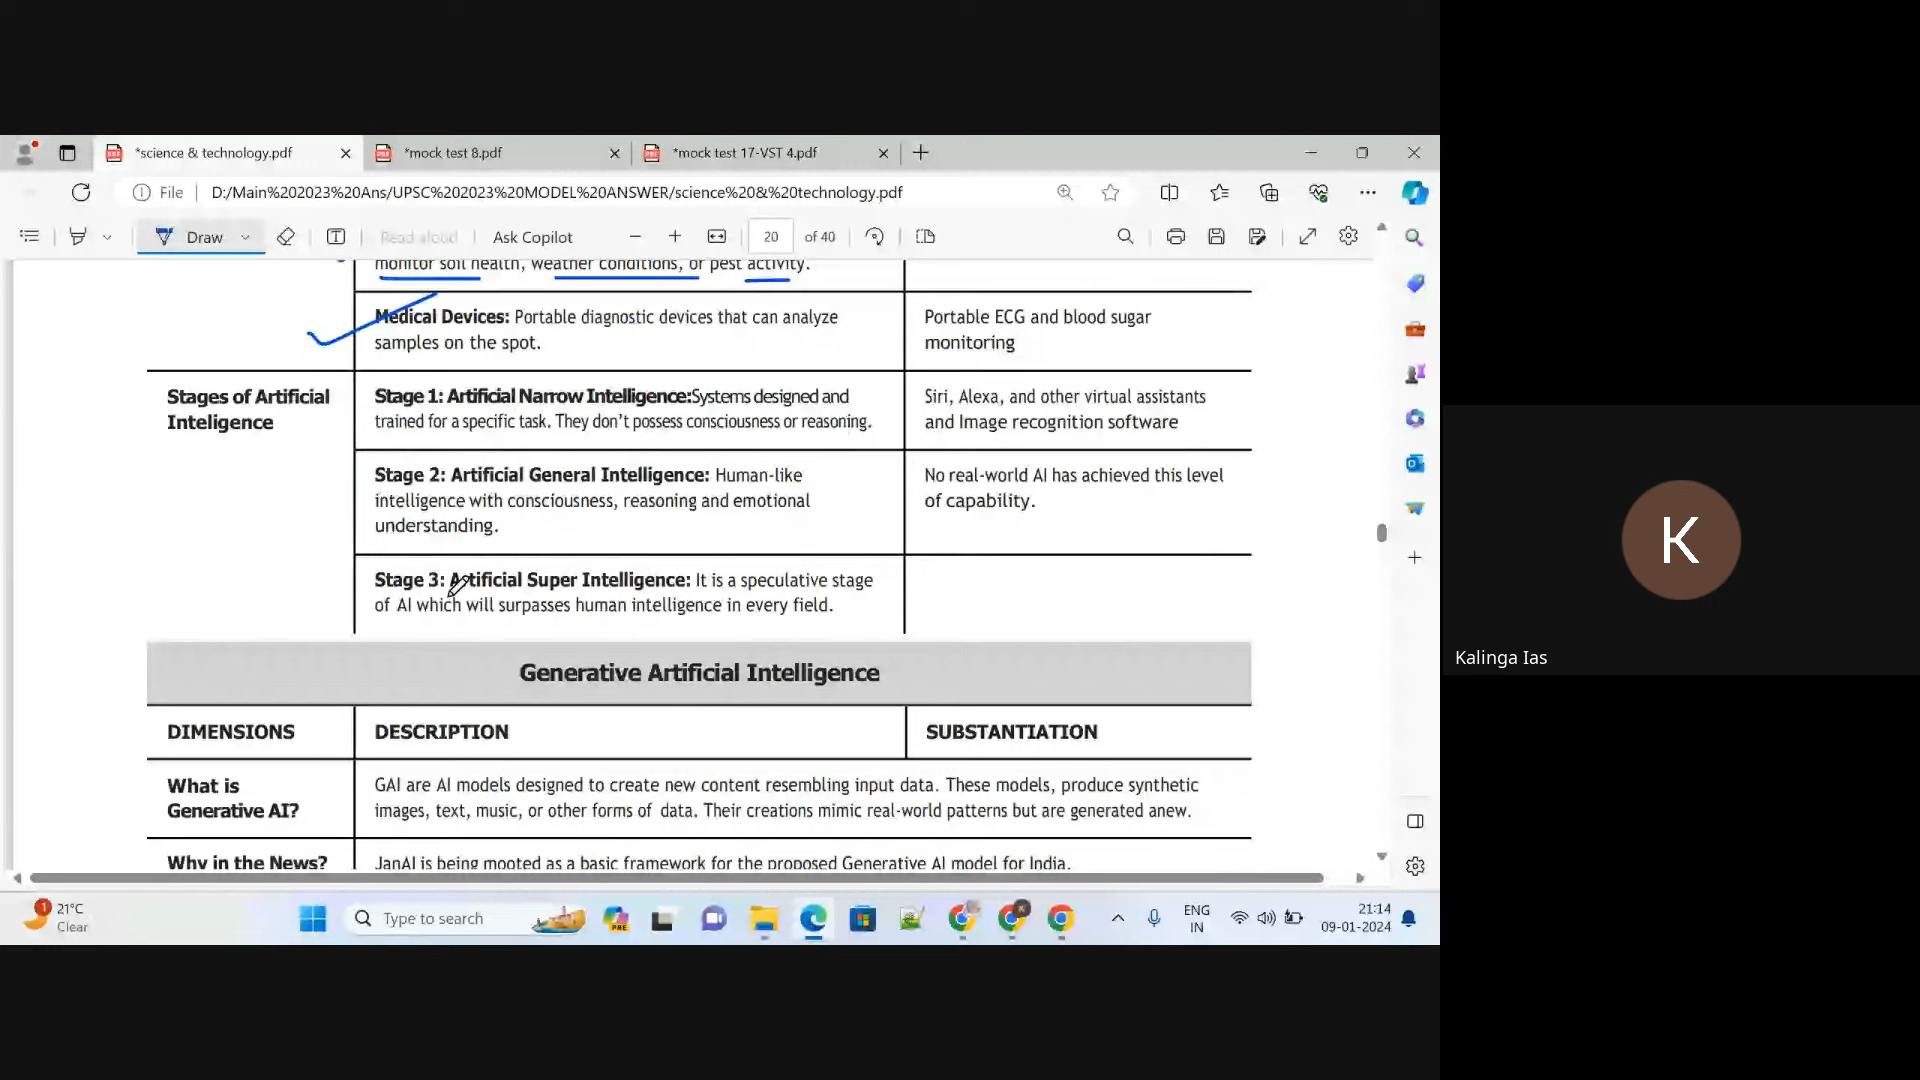 *science & technology.pdf
*mock test 8.pdf
*mock test 17-VST 4.pdf
File
D:/Main%202023%20Ans/UPSC%202023%20MODEL%20ANSWER/science%20&%20technology.pdf
Draw
Read aloud
Ask Copilot
20
of 40
monitor soil health, weather conditions, or pest activity.
Medical Devices: Portable diagnostic devices that can analyze
samples on the spot.
Portable ECG and blood sugar
monitoring
Stages of Artificial
Inteligence
Stage 1: Artificial Narrow Intelligence:Systems designed and
trained for a specific task. They don't possess consciousness or reasoning.
Siri, Alexa, and other virtual assistants
and Image recognition software
Stage 2: Artificial General Intelligence: Human-like
intelligence with consciousness, reasoning and emotional
understanding.
No real-world AI has achieved this level
of capability.
Stage 3: Artificial Super Intelligence: It is a speculative stage
of AI which will surpasses human intelligence in every field.
Generative Artificial Intelligence
DIMENSIONS
DESCRIPTION
SUBSTANTIATION
What is
Generative AI?
GAI are AI models designed to create new content resembling input data. These models, produce synthetic
images, text, music, or other forms of data. Their creations mimic real-world patterns but are generated anew.
Why in the News?
JanAI is being mooted as a basic framework for the proposed Generative AI model for India.
K
Kalinga Ias
1
21°C
Clear
Type to search
PRE
ENG
IN
21:14
09-01-2024